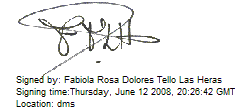 Signed by: Fabiola Rosa Dolores Tello Las Heras
Signing time:Thursday, June 12 2008, 20:26:42 GMT
Location: dms